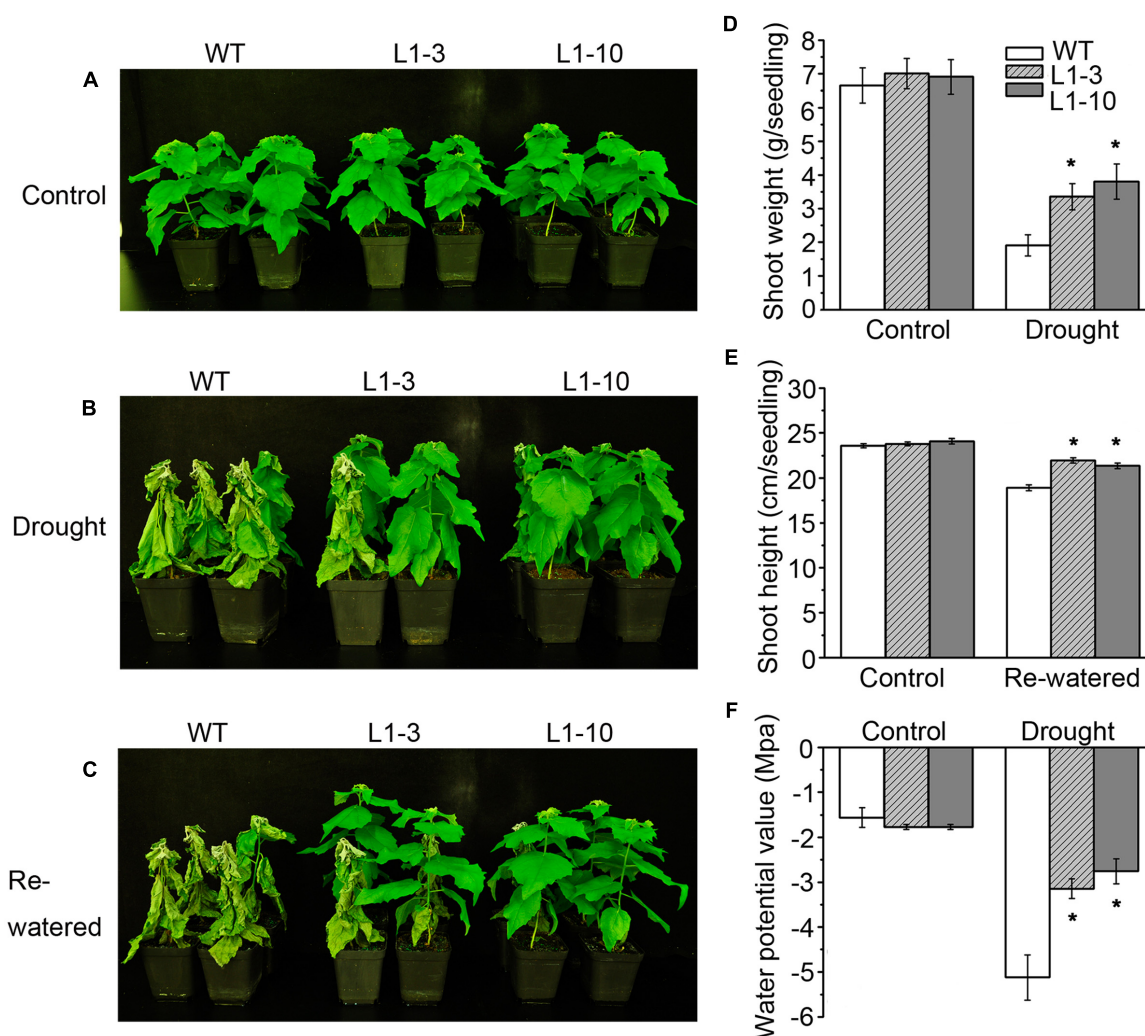 A
WT L1-3 L1-10
Control
B
WT L1-3 L1-10
Drought
C
WT L1-3 L1-10
Re-
watered
D
Shoot weight (g/seedling)
8
7
6
5
4
3
2
1
0
WT
L1-3
L1-10
* *
Control Drought
E
Shoot height (cm/seedling)
30
25
20
15
10
5
0
* *
Control Re-watered
F
Water potential value (Mpa)
Control Drought
0
-1
-2
-3
-4
-5
-6
* *